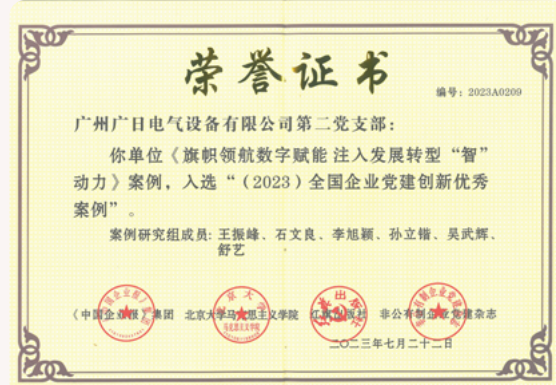 荣誉证书
编号：2023A0209
广州广日电气设备有限公司第二党支部：
你单位《旗帜领航数字赋能 注入发展转型“智”
动力》案例，入选“（2023）全国企业党建创新优秀
案例”。
案例研究组成员：王振峰、石文良、李旭颖、孙立锴、吴武辉、
舒艺
《中国企业报》集团 北京大学马克思主义学院 红旗出版社 非公有制企业党建杂志
二〇二三年七月二十二日